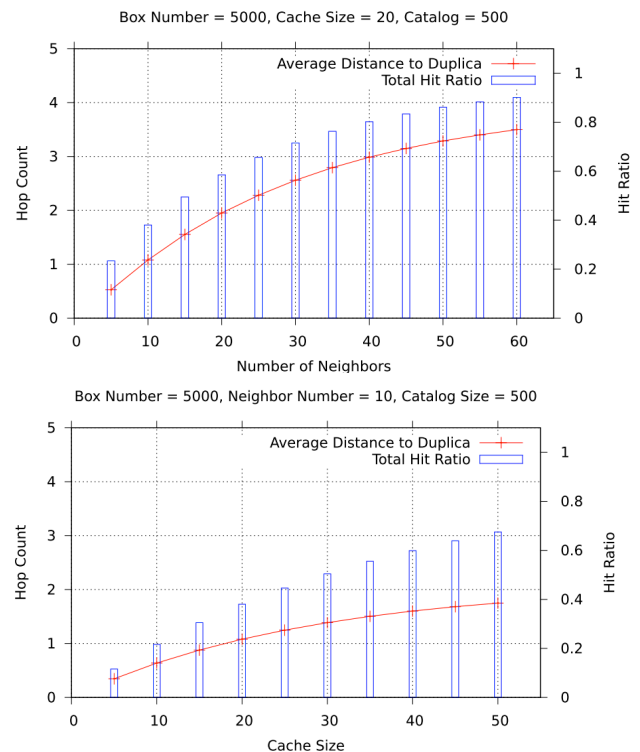 Box Number = 5000, Cache Size = 20, Catalog = 500
Average Distance to Duplica
Total Hit Ratio
Hop Count
Hit Ratio
5
4
3
2
1
0
1
0.8
0.6
0.4
0.2
0
0 10 20 30 40 50 60
Number of Neighbors
Box Number = 5000, Neighbor Number = 10, Catalog Size = 500
Average Distance to Duplica
Total Hit Ratio
Hop Count
Hit Ratio
5
4
3
2
1
0
1
0.8
0.6
0.4
0.2
0
0 10 20 30 40 50
Cache Size